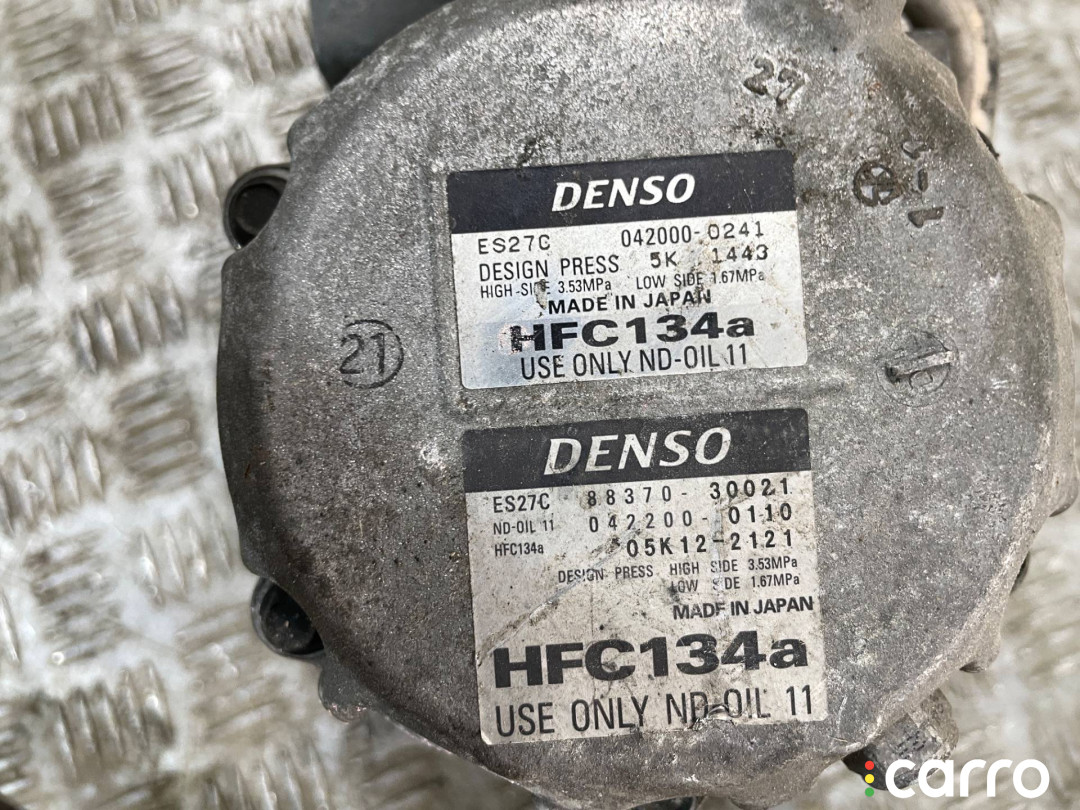 27
DENSO
ES27C 042000-0241
DESIGN PRESS 5K 1443
HIGH SIDE 3.53MPa LOW SIDE 1.67MPa
MADE IN JAPAN
HFC134a
USE ONLY ND-OIL 11
21
DENSO
ES27C 88370-30021
ND-OIL 11 042200-0110
HFC134a 05K12-2121
DESIGN PRESS HIGH SIDE 3.53MPa
LOW SIDE 1.67MPa
MADE IN JAPAN
HFC134a
USE ONLY ND-OIL 11
carro